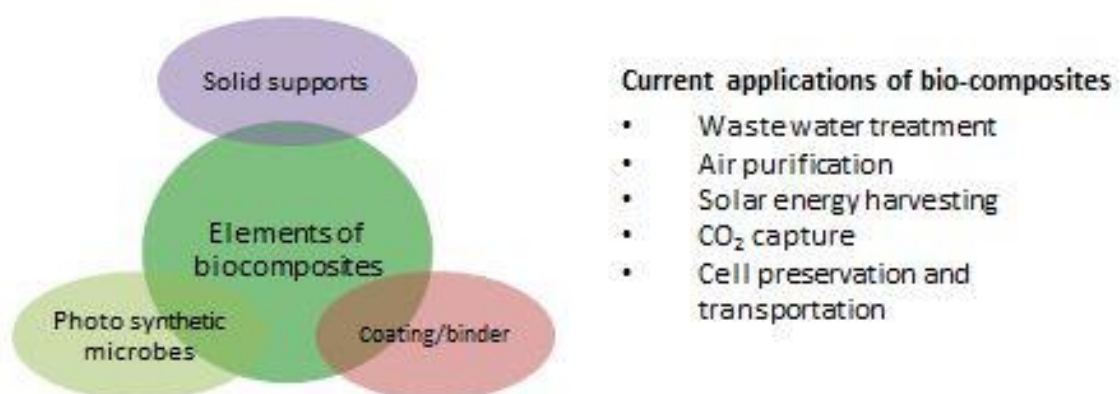 Solid supports
Elements of
biocomposites
Photo synthetic
microbes
Coating/binder
Current applications of bio-composites
• Waste water treatment
• Air purification
• Solar energy harvesting
• CO₂ capture
• Cell preservation and
transportation